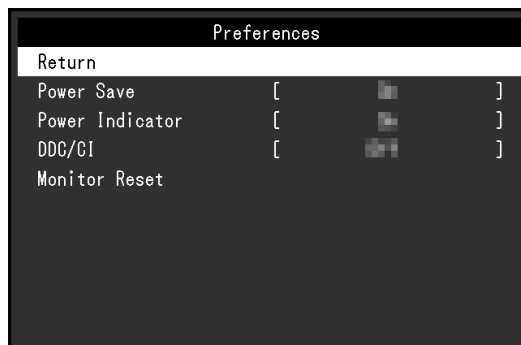 Preferences
Return
Power Save [ ]
Power Indicator [ ]
DDC/CI [ ]
Monitor Reset